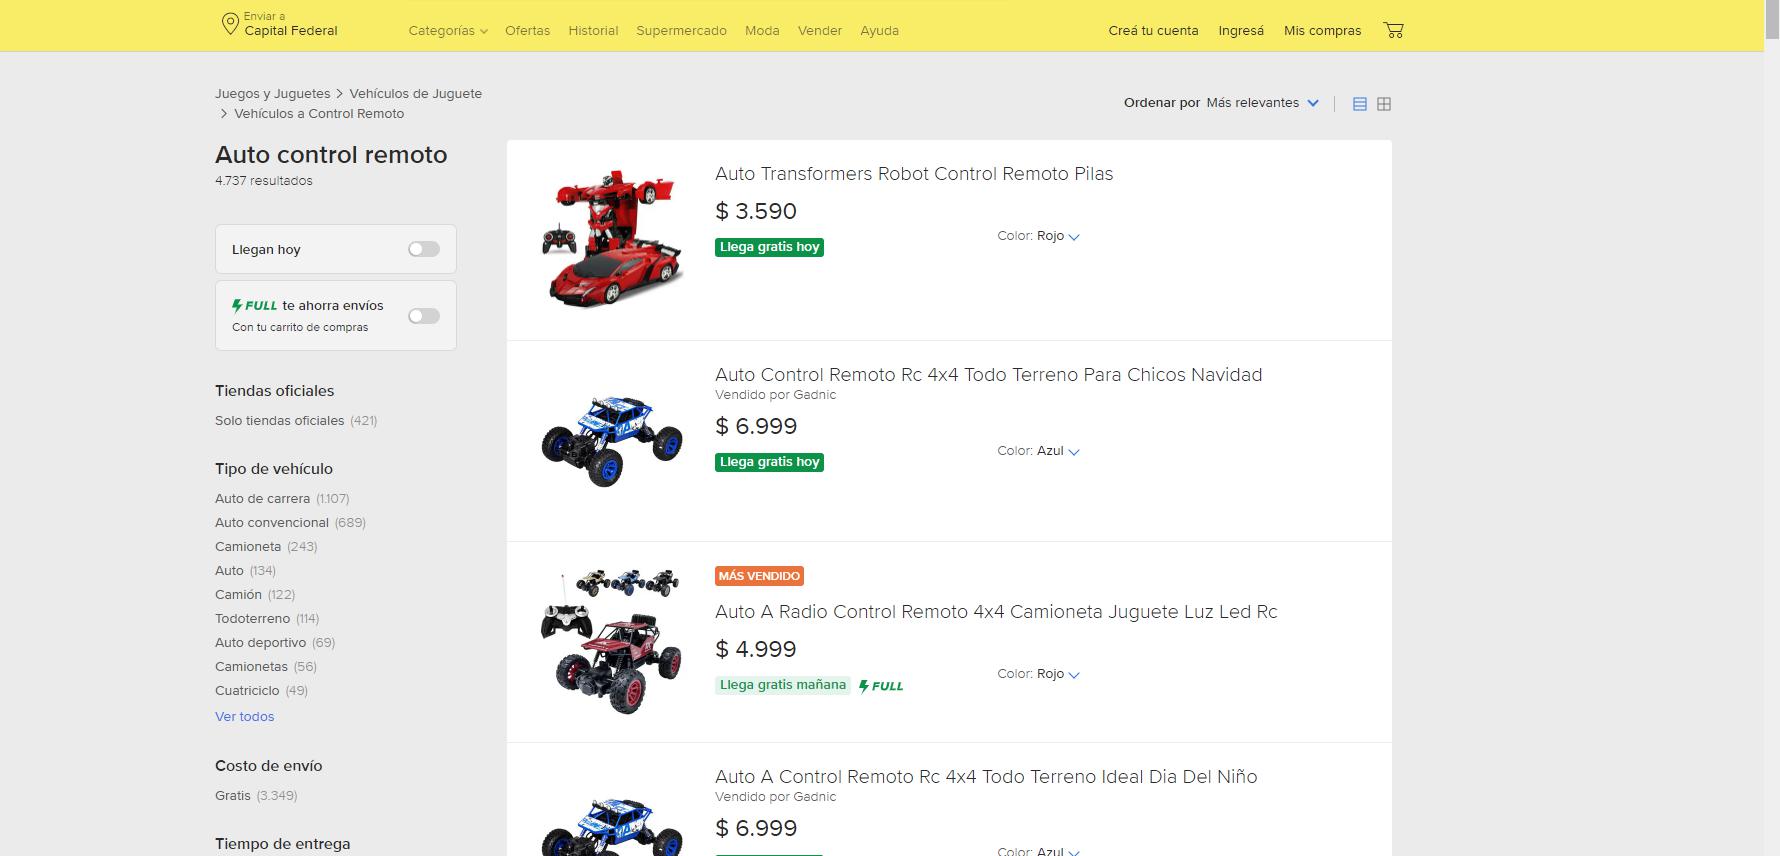 Enviar a
Capital Federal
Categorías
Ofertas
Historial
Supermercado
Moda
Vender
Ayuda
Creá tu cuenta
Ingresá
Mis compras
Juegos y Juguetes > Vehículos de Juguete
> Vehículos a Control Remoto
Ordenar por Más relevantes
Auto control remoto
4.737 resultados
Llegan hoy
FULL te ahorra envíos
Con tu carrito de compras
Tiendas oficiales
Solo tiendas oficiales (421)
Tipo de vehículo
Auto de carrera (1.107)
Auto convencional (689)
Camioneta (243)
Auto (134)
Camión (122)
Todoterreno (114)
Auto deportivo (69)
Camionetas (56)
Cuatriciclo (49)
Ver todos
Costo de envío
Gratis (3.349)
Tiempo de entrega
Auto Transformers Robot Control Remoto Pilas
$ 3.590
Llega gratis hoy
Color: Rojo
Auto Control Remoto Rc 4x4 Todo Terreno Para Chicos Navidad
Vendido por Gadnic
$ 6.999
Llega gratis hoy
Color: Azul
MÁS VENDIDO
Auto A Radio Control Remoto 4x4 Camioneta Juguete Luz Led Rc
$ 4.999
Llega gratis mañana FULL
Color: Rojo
Auto A Control Remoto Rc 4x4 Todo Terreno Ideal Dia Del Niño
Vendido por Gadnic
$ 6.999
Color: Azul